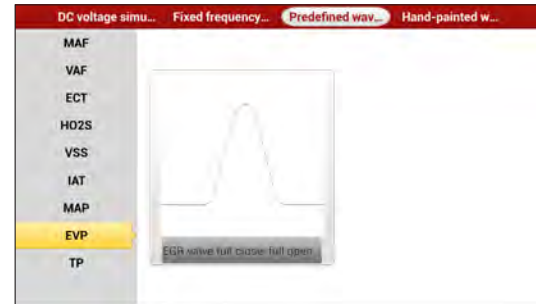 DC voltage simu... Fixed frequency... Predefined wav... Hand-painted w...
MAF
VAF
ECT
HO2S
VSS
IAT
MAP
EVP
TP
EGR valve full close-full open